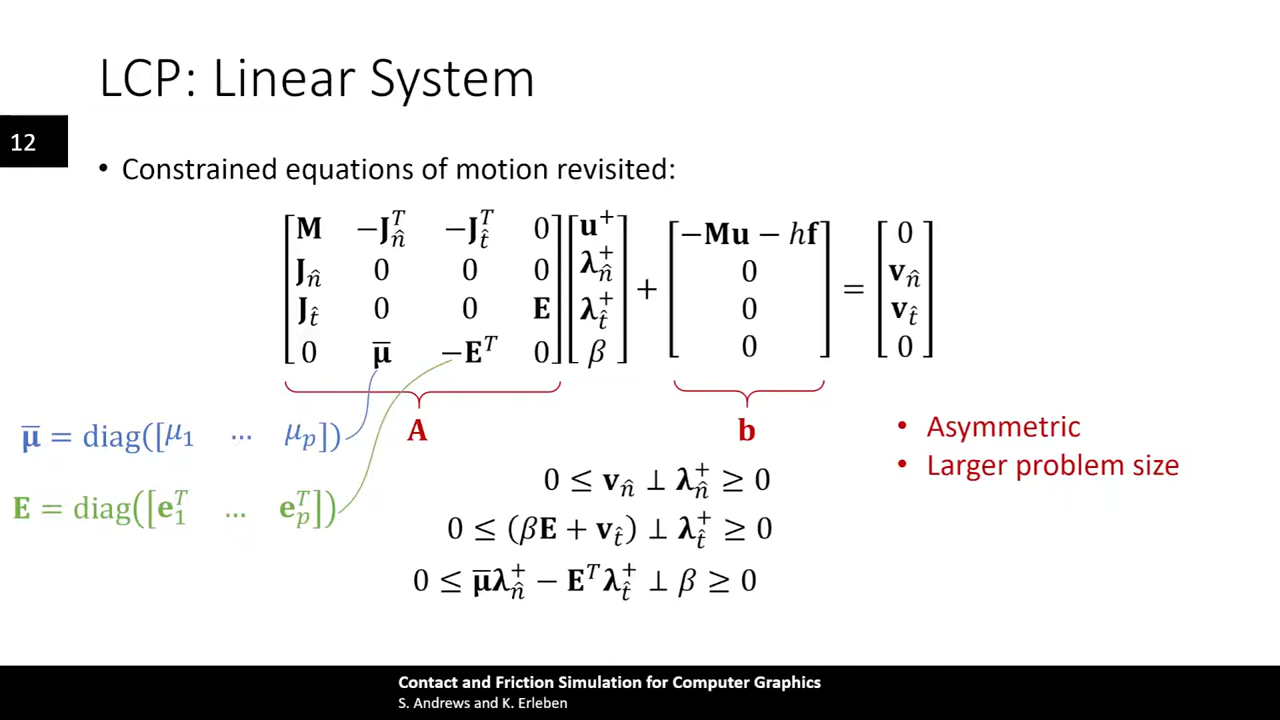 LCP: Linear System
12
• Constrained equations of motion revisited:
[M −J_n̂^T −J_t̂^T 0] [u⁺] + [−Mu − hf] = [0]
[J_n̂ 0 0 0] [λ_n̂⁺] [0] [v_n̂]
[J_t̂ 0 0 E] [λ_t̂⁺] [0] [v_t̂]
[0 μ̄ −E^T 0] [β] [0] [0]
A b
μ̄ = diag([μ₁ … μ_p])
E = diag([e₁^T … e_p^T])
0 ≤ v_n̂ ⊥ λ_n̂⁺ ≥ 0
0 ≤ (βE + v_t̂) ⊥ λ_t̂⁺ ≥ 0
0 ≤ μ̄λ_n̂⁺ − E^Tλ_t̂⁺ ⊥ β ≥ 0
• Asymmetric
• Larger problem size
Contact and Friction Simulation for Computer Graphics
S. Andrews and K. Erleben